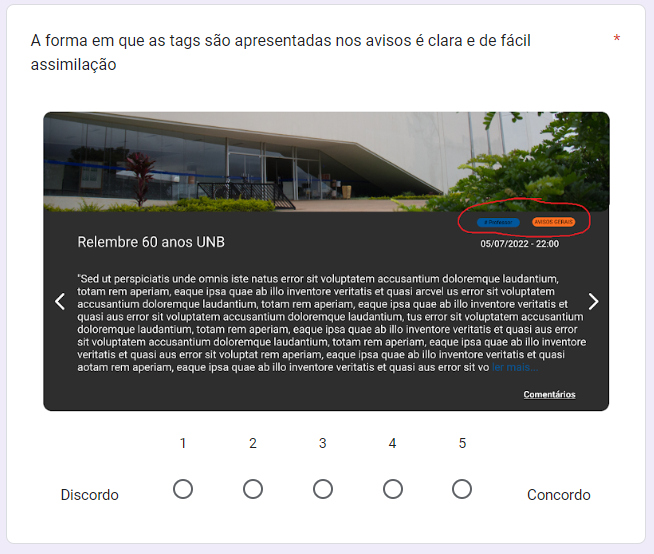 A forma em que as tags são apresentadas nos avisos é clara e de fácil *
assimilação
# Professor AVISOS GERAIS
Relembre 60 anos UNB
05/07/2022 - 22:00
"Sed ut perspiciatis unde omnis iste natus error sit voluptatem accusantium doloremque laudantium,
totam rem aperiam, eaque ipsa quae ab illo inventore veritatis et quasi arcvel us error sit voluptatem
accusantium doloremque laudantium, totam rem aperiam, eaque ipsa quae ab illo inventore veritatis et
quasi aus error sit voluptatem accusantium doloremque laudantium, tus error sit voluptatem accusantium
doloremque laudantium, totam rem aperiam, eaque ipsa quae ab illo inventore veritatis et quasi aus error
sit voluptatem accusantium doloremque laudantium, totam rem aperiam, eaque ipsa quae ab illo inventore
veritatis et quasi aus error sit voluptat rem aperiam, eaque ipsa quae ab illo inventore veritatis et quasi
aotam rem aperiam, eaque ipsa quae ab illo inventore veritatis et quasi aus error sit vo ler mais...
Comentários
1 2 3 4 5
Discordo Concordo